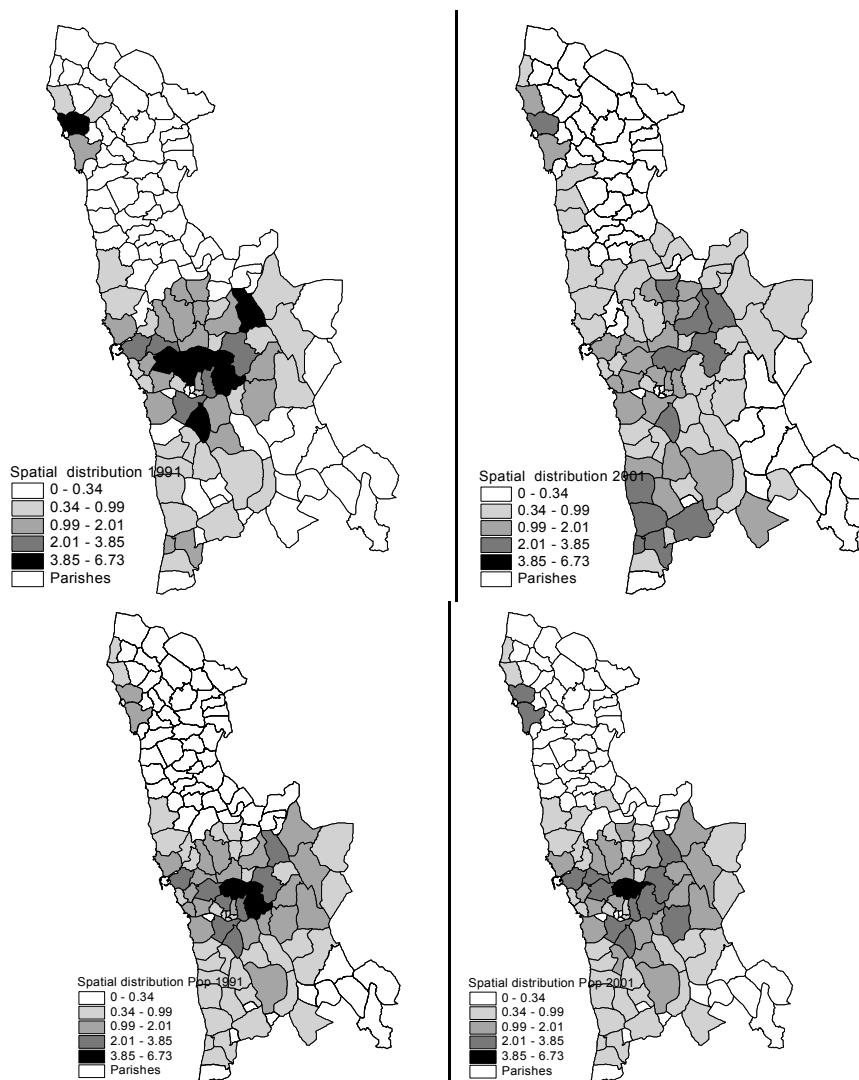 Spatial distribution 1991
0 - 0.34
0.34 - 0.99
0.99 - 2.01
2.01 - 3.85
3.85 - 6.73
Parishes
Spatial distribution 2001
0 - 0.34
0.34 - 0.99
0.99 - 2.01
2.01 - 3.85
3.85 - 6.73
Parishes
Spatial distribution Pop 1991
0 - 0.34
0.34 - 0.99
0.99 - 2.01
2.01 - 3.85
3.85 - 6.73
Parishes
Spatial distribution Pop 2001
0 - 0.34
0.34 - 0.99
0.99 - 2.01
2.01 - 3.85
3.85 - 6.73
Parishes